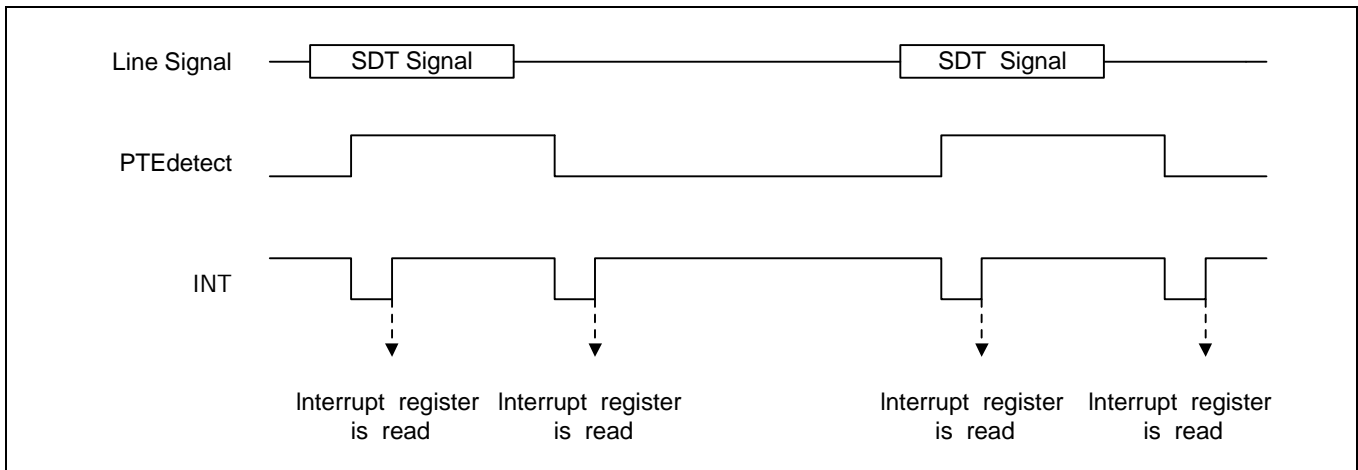 Line Signal
SDT Signal
SDT Signal
PTEdetect
INT
Interrupt register
is read
Interrupt register
is read
Interrupt register
is read
Interrupt register
is read